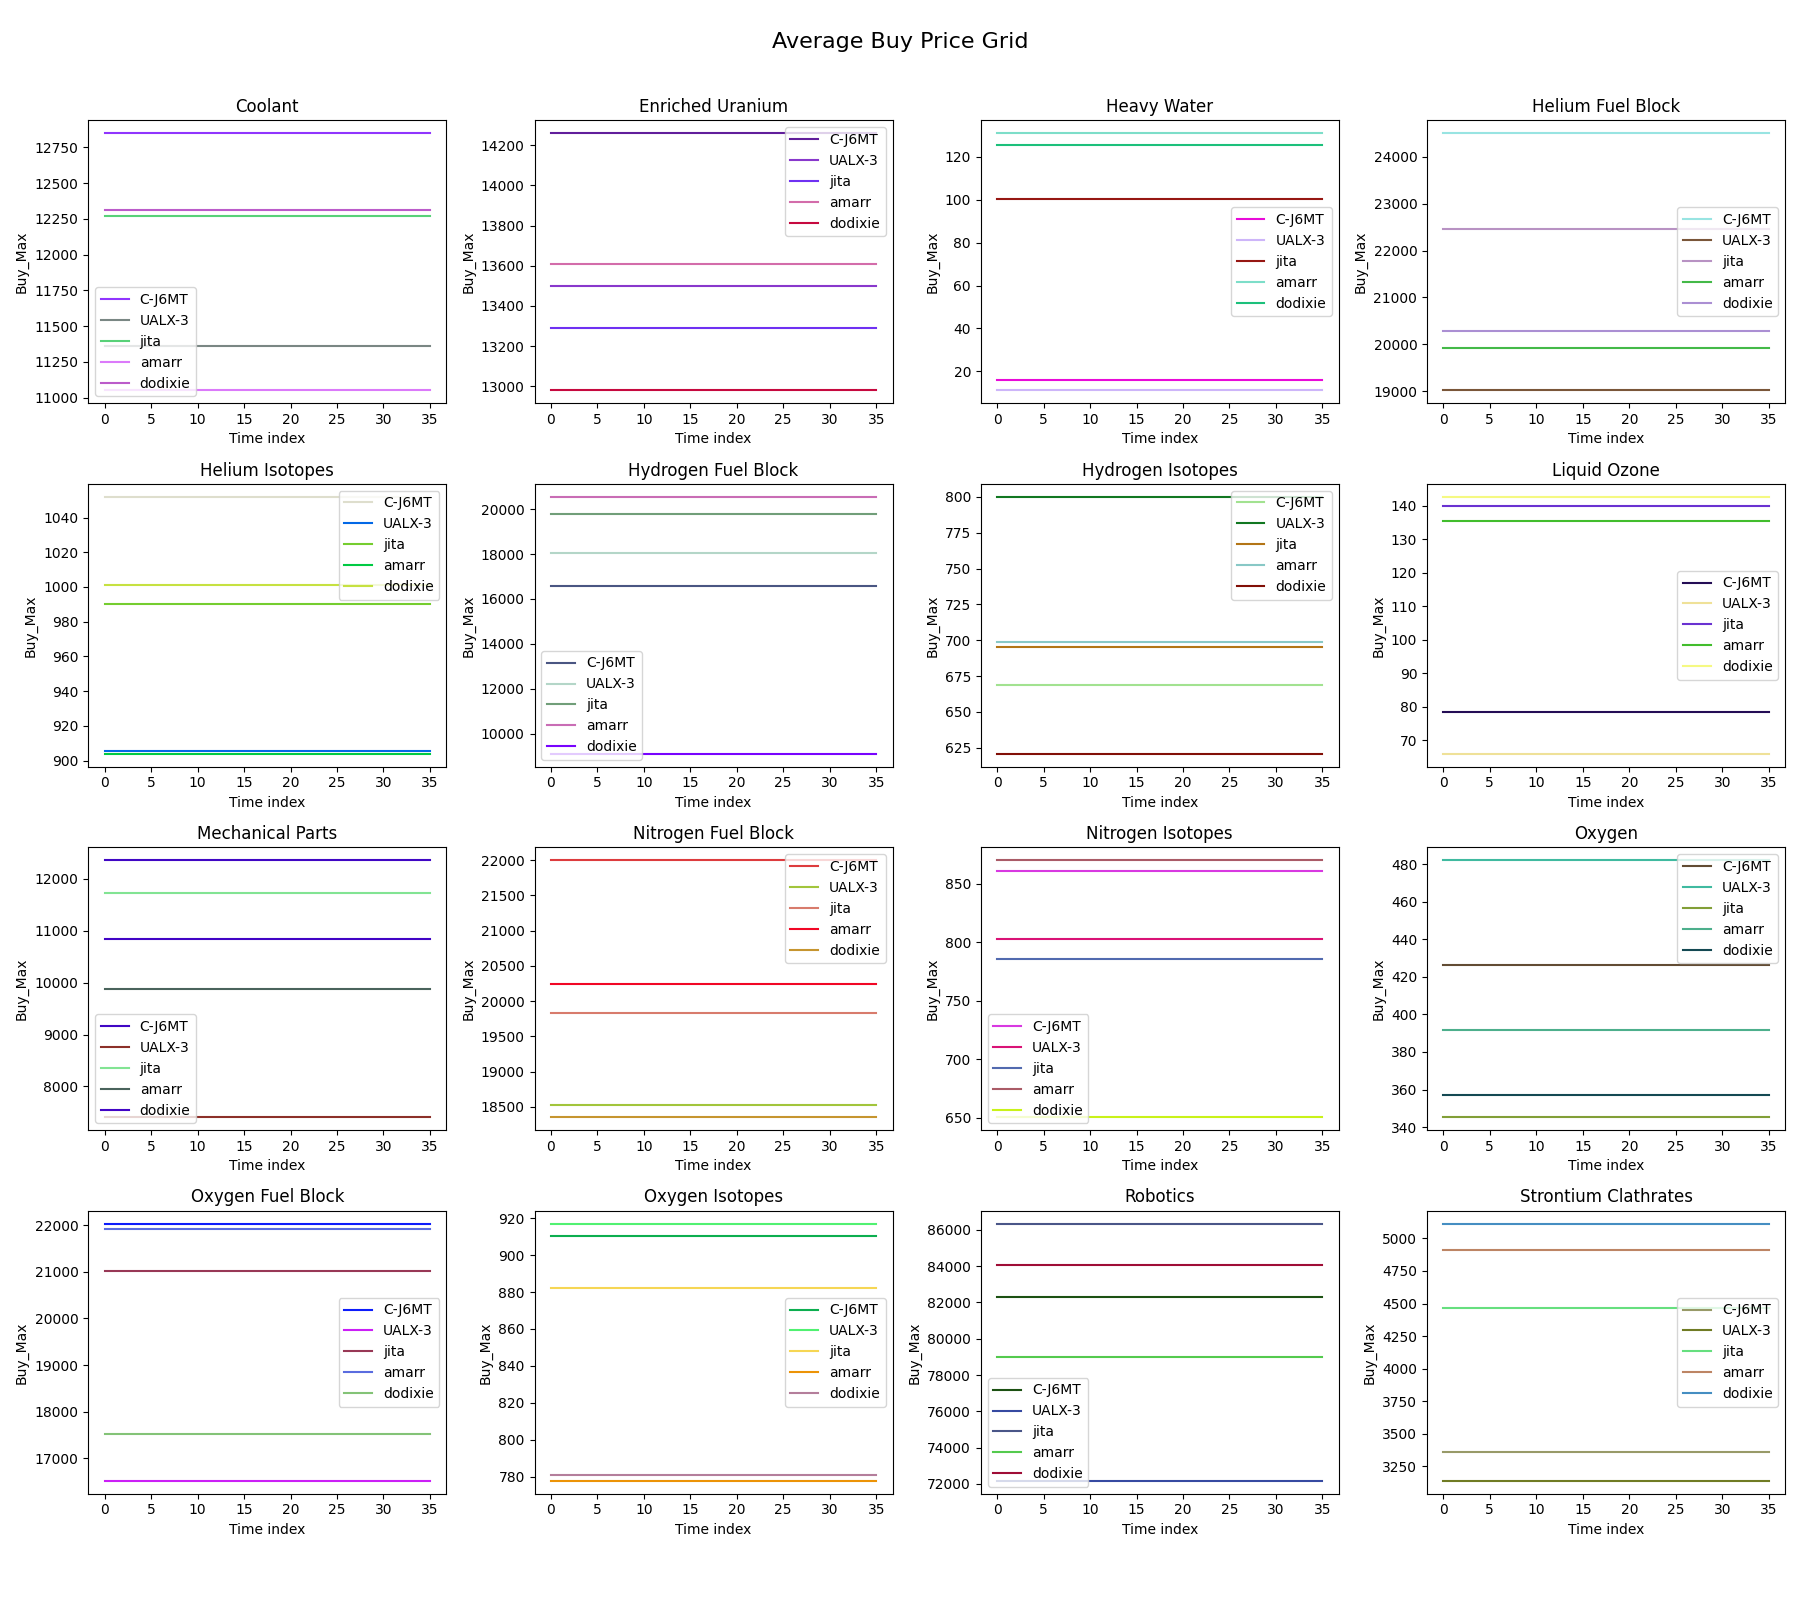 Average Buy Price Grid
Coolant
Buy_Max
12750
12500
12250
12000
11750
11500
11250
11000
C-J6MT
UALX-3
jita
amarr
dodixie
0 5 10 15 20 25 30 35
Time index
Enriched Uranium
Buy_Max
14200
14000
13800
13600
13400
13200
13000
C-J6MT
UALX-3
jita
amarr
dodixie
0 5 10 15 20 25 30 35
Time index
Heavy Water
Buy_Max
120
100
80
60
40
20
C-J6MT
UALX-3
jita
amarr
dodixie
0 5 10 15 20 25 30 35
Time index
Helium Fuel Block
Buy_Max
24000
23000
22000
21000
20000
19000
C-J6MT
UALX-3
jita
amarr
dodixie
0 5 10 15 20 25 30 35
Time index
Helium Isotopes
Buy_Max
1040
1020
1000
980
960
940
920
900
C-J6MT
UALX-3
jita
amarr
dodixie
0 5 10 15 20 25 30 35
Time index
Hydrogen Fuel Block
Buy_Max
20000
18000
16000
14000
12000
10000
C-J6MT
UALX-3
jita
amarr
dodixie
0 5 10 15 20 25 30 35
Time index
Hydrogen Isotopes
Buy_Max
800
775
750
725
700
675
650
625
C-J6MT
UALX-3
jita
amarr
dodixie
0 5 10 15 20 25 30 35
Time index
Liquid Ozone
Buy_Max
140
130
120
110
100
90
80
70
C-J6MT
UALX-3
jita
amarr
dodixie
0 5 10 15 20 25 30 35
Time index
Mechanical Parts
Buy_Max
12000
11000
10000
9000
8000
C-J6MT
UALX-3
jita
amarr
dodixie
0 5 10 15 20 25 30 35
Time index
Nitrogen Fuel Block
Buy_Max
22000
21500
21000
20500
20000
19500
19000
18500
C-J6MT
UALX-3
jita
amarr
dodixie
0 5 10 15 20 25 30 35
Time index
Nitrogen Isotopes
Buy_Max
850
800
750
700
650
C-J6MT
UALX-3
jita
amarr
dodixie
0 5 10 15 20 25 30 35
Time index
Oxygen
Buy_Max
480
460
440
420
400
380
360
340
C-J6MT
UALX-3
jita
amarr
dodixie
0 5 10 15 20 25 30 35
Time index
Oxygen Fuel Block
Buy_Max
22000
21000
20000
19000
18000
17000
C-J6MT
UALX-3
jita
amarr
dodixie
0 5 10 15 20 25 30 35
Time index
Oxygen Isotopes
Buy_Max
920
900
880
860
840
820
800
780
C-J6MT
UALX-3
jita
amarr
dodixie
0 5 10 15 20 25 30 35
Time index
Robotics
Buy_Max
86000
84000
82000
80000
78000
76000
74000
72000
C-J6MT
UALX-3
jita
amarr
dodixie
0 5 10 15 20 25 30 35
Time index
Strontium Clathrates
Buy_Max
5000
4750
4500
4250
4000
3750
3500
3250
C-J6MT
UALX-3
jita
amarr
dodixie
0 5 10 15 20 25 30 35
Time index